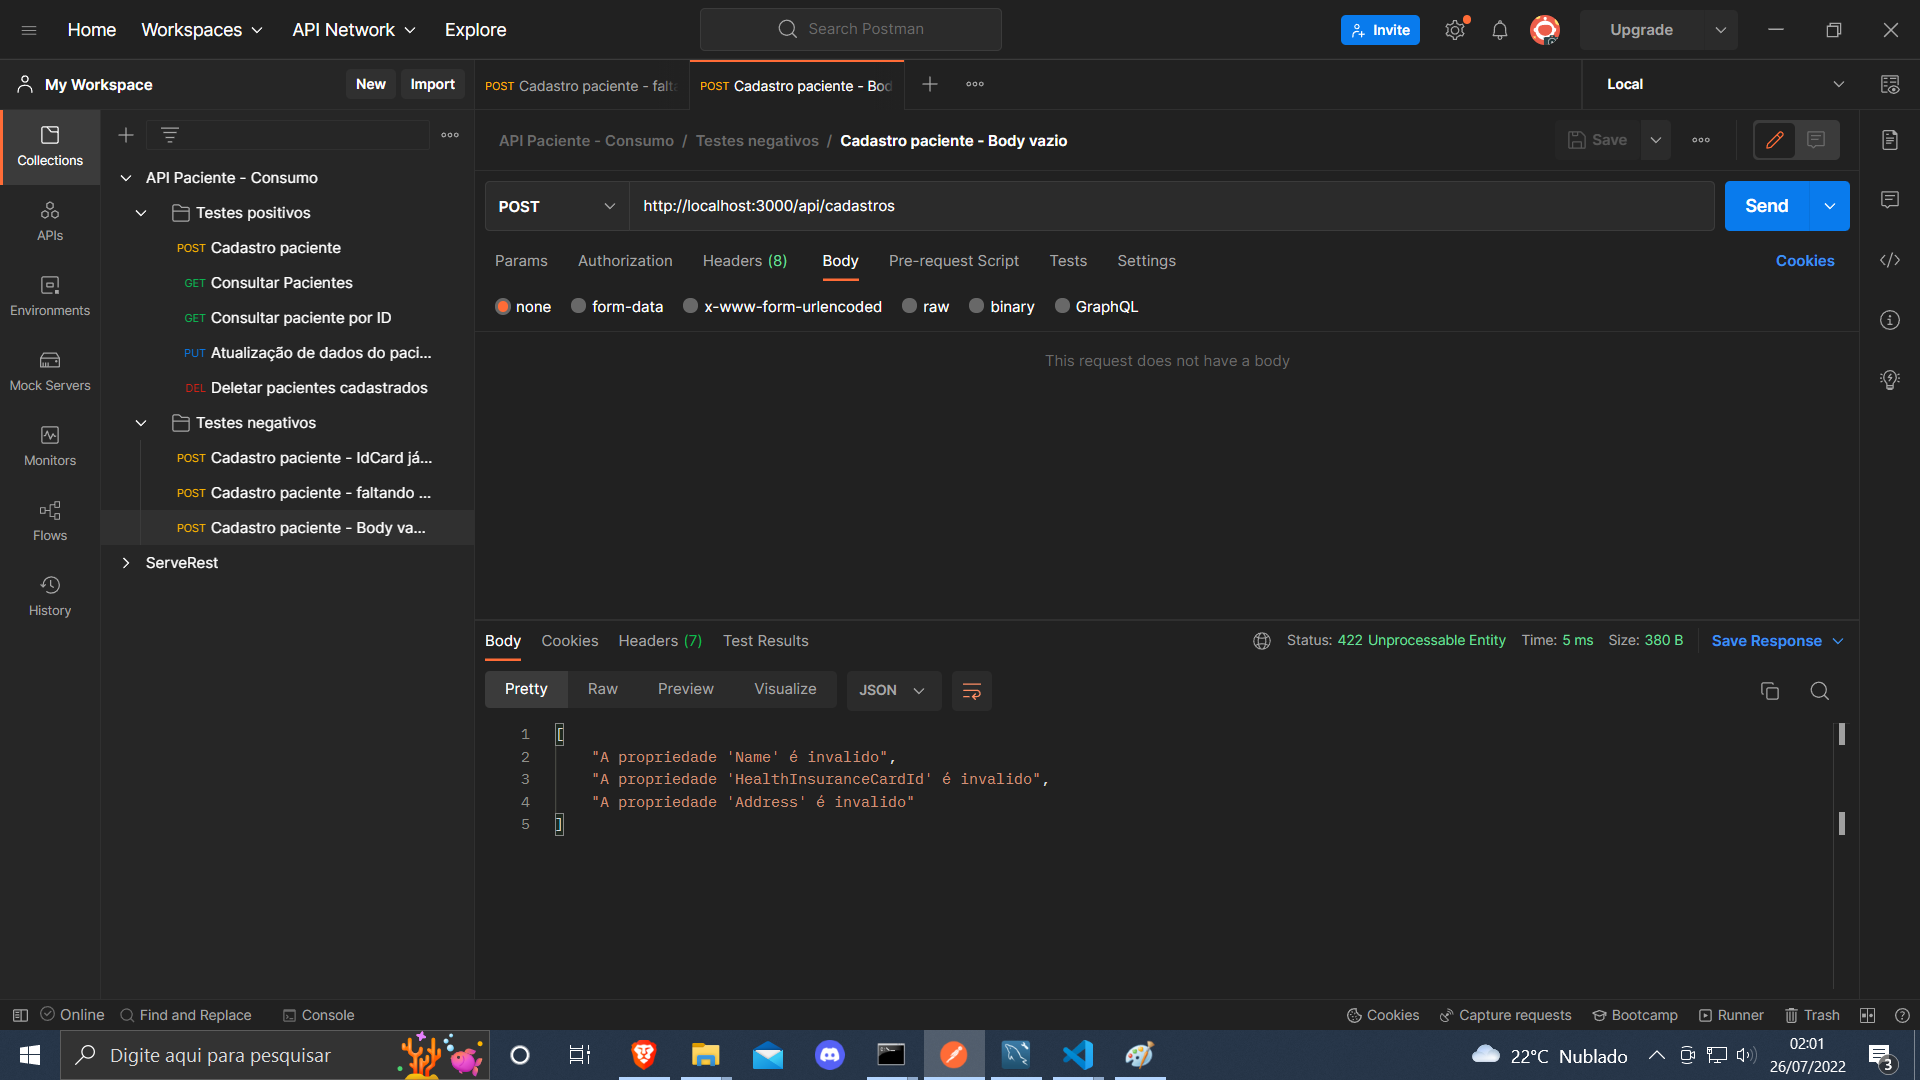 Home Workspaces API Network Explore Search Postman Invite Upgrade
My Workspace New Import POST Cadastro paciente - falta POST Cadastro paciente - Bod Local
API Paciente - Consumo / Testes negativos / Cadastro paciente - Body vazio Save
Collections
APIs
Environments
Mock Servers
Monitors
Flows
History
API Paciente - Consumo
Testes positivos
POST Cadastro paciente
GET Consultar Pacientes
GET Consultar paciente por ID
PUT Atualização de dados do paci...
DEL Deletar pacientes cadastrados
Testes negativos
POST Cadastro paciente - IdCard já...
POST Cadastro paciente - faltando ...
POST Cadastro paciente - Body va...
ServeRest
POST http://localhost:3000/api/cadastros Send
Params Authorization Headers (8) Body Pre-request Script Tests Settings Cookies
none form-data x-www-form-urlencoded raw binary GraphQL
This request does not have a body
Body Cookies Headers (7) Test Results Status: 422 Unprocessable Entity Time: 5 ms Size: 380 B Save Response
Pretty Raw Preview Visualize JSON
1 [
2 "A propriedade 'Name' é invalido",
3 "A propriedade 'HealthInsuranceCardId' é invalido",
4 "A propriedade 'Address' é invalido"
5 ]
Online Find and Replace Console Cookies Capture requests Bootcamp Runner Trash
Digite aqui para pesquisar 22°C Nublado 02:01
26/07/2022 3